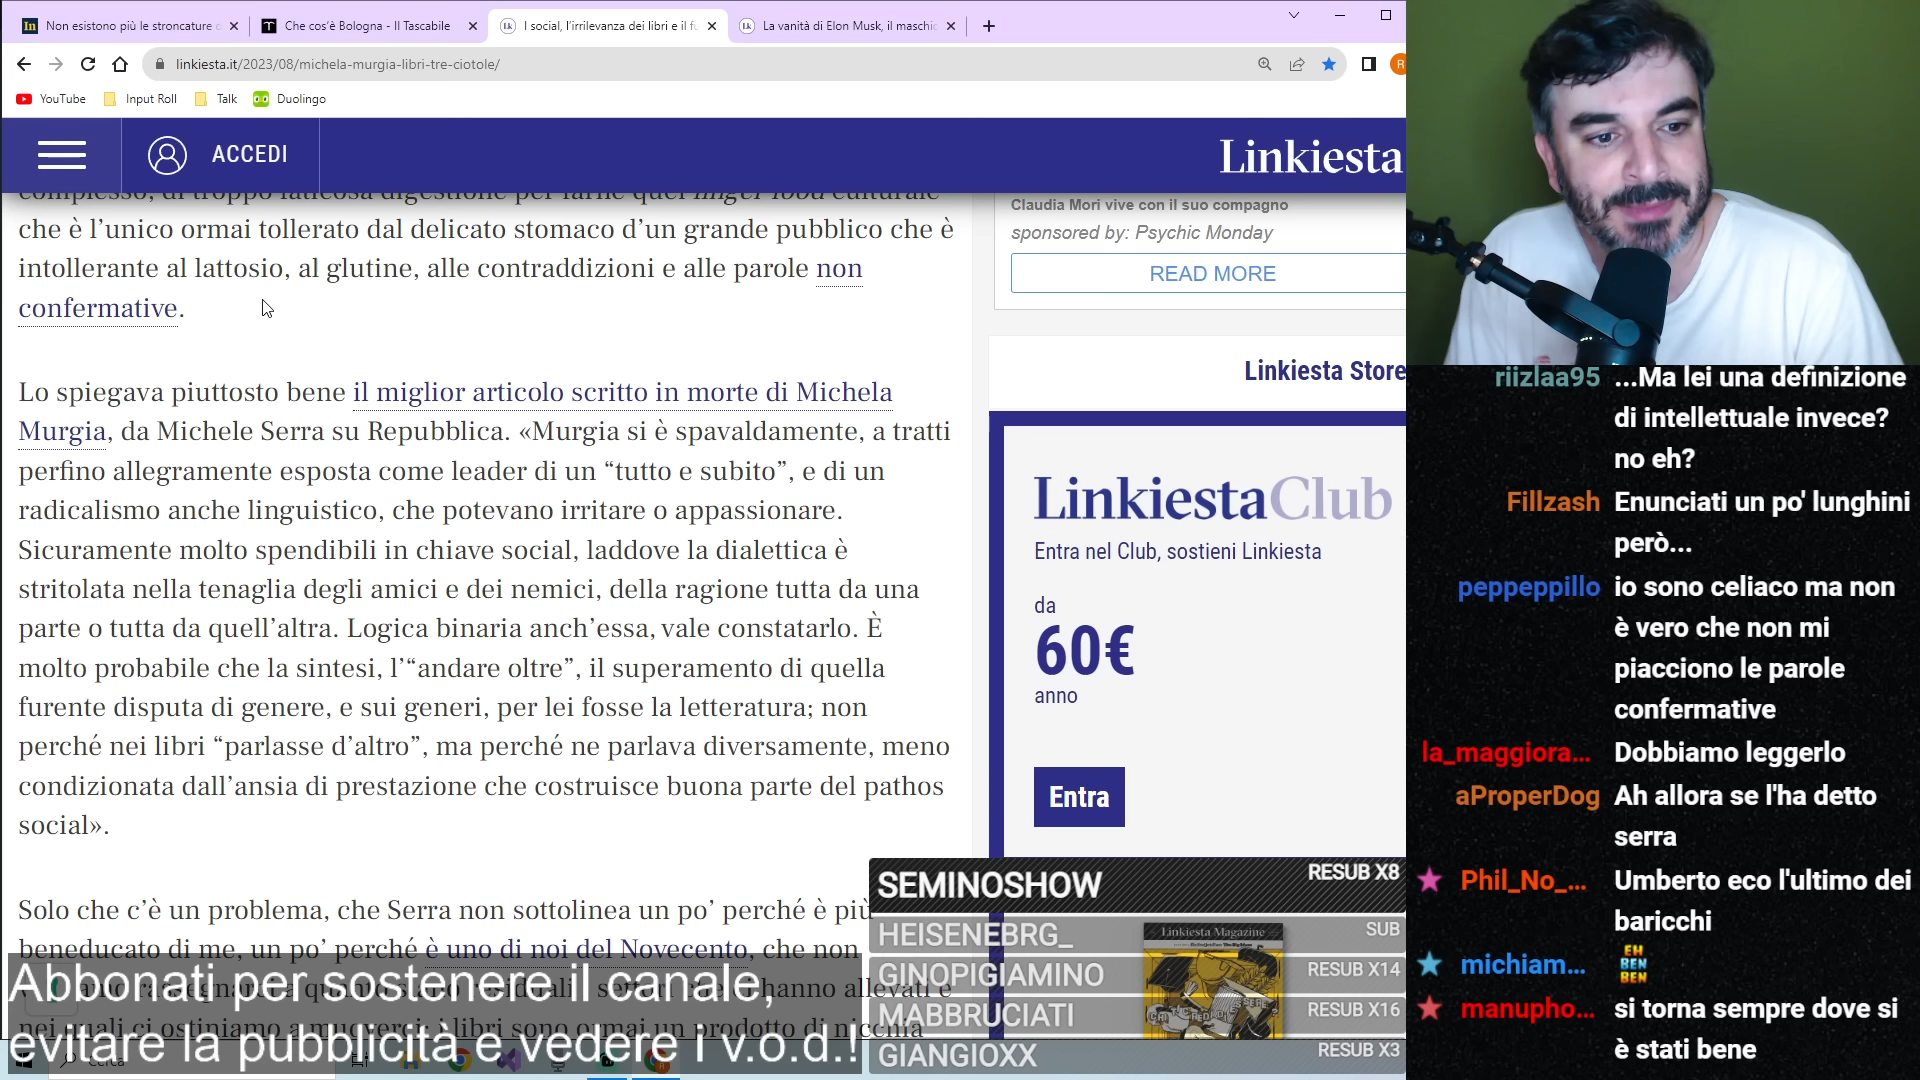 Non esistono più le stroncature
Che cos'è Bologna - Il Tascabile
I social, l'irrilevanza dei libri e il fu
La vanità di Elon Musk, il maschic
linkiesta.it/2023/08/michela-murgia-libri-tre-ciotole/
YouTube
Input Roll
Talk
Duolingo
ACCEDI
Linkiesta
complesso, di troppo faticosa digestione per farne quel finger food culturale
che è l'unico ormai tollerato dal delicato stomaco d'un grande pubblico che è
intollerante al lattosio, al glutine, alle contraddizioni e alle parole non
confermative.
Lo spiegava piuttosto bene il miglior articolo scritto in morte di Michela
Murgia, da Michele Serra su Repubblica. «Murgia si è spavaldamente, a tratti
perfino allegramente esposta come leader di un “tutto e subito”, e di un
radicalismo anche linguistico, che potevano irritare o appassionare.
Sicuramente molto spendibili in chiave social, laddove la dialettica è
stritolata nella tenaglia degli amici e dei nemici, della ragione tutta da una
parte o tutta da quell'altra. Logica binaria anch'essa, vale constatarlo. È
molto probabile che la sintesi, l'“andare oltre”, il superamento di quella
furente disputa di genere, e sui generi, per lei fosse la letteratura; non
perché nei libri “parlasse d'altro”, ma perché ne parlava diversamente, meno
condizionata dall'ansia di prestazione che costruisce buona parte del pathos
social».
Solo che c'è un problema, che Serra non sottolinea un po' perché è più
beneducato di me, un po' perché è uno di noi del Novecento, che non
hanno allevati e
nei quali ci ostiniamo a muoverci: i libri sono ormai un prodotto di nicchia
Claudia Mori vive con il suo compagno
sponsored by: Psychic Monday
READ MORE
Linkiesta Store
LinkiestaClub
Entra nel Club, sostieni Linkiesta
da
60€
anno
Entra
Linkiesta Magazine
Abbonati per sostenere il canale,
evitare la pubblicità e vedere i v.o.d.!
Cerca
SEMINOSHOW RESUB X8
HEISENEBRG_ SUB
GINOPIGIAMINO RESUB X14
MABBRUCIATI RESUB X16
GIANGIOXX RESUB X3
riizlaa95 ...Ma lei una definizione
di intellettuale invece?
no eh?
Fillzash Enunciati un po' lunghini
però...
peppeppillo io sono celiaco ma non
è vero che non mi
piacciono le parole
confermative
la_maggiora... Dobbiamo leggerlo
aProperDog Ah allora se l'ha detto
serra
Phil_No_... Umberto eco l'ultimo dei
baricchi
michiam... EH
BEN
BEN
manupho... si torna sempre dove si
è stati bene